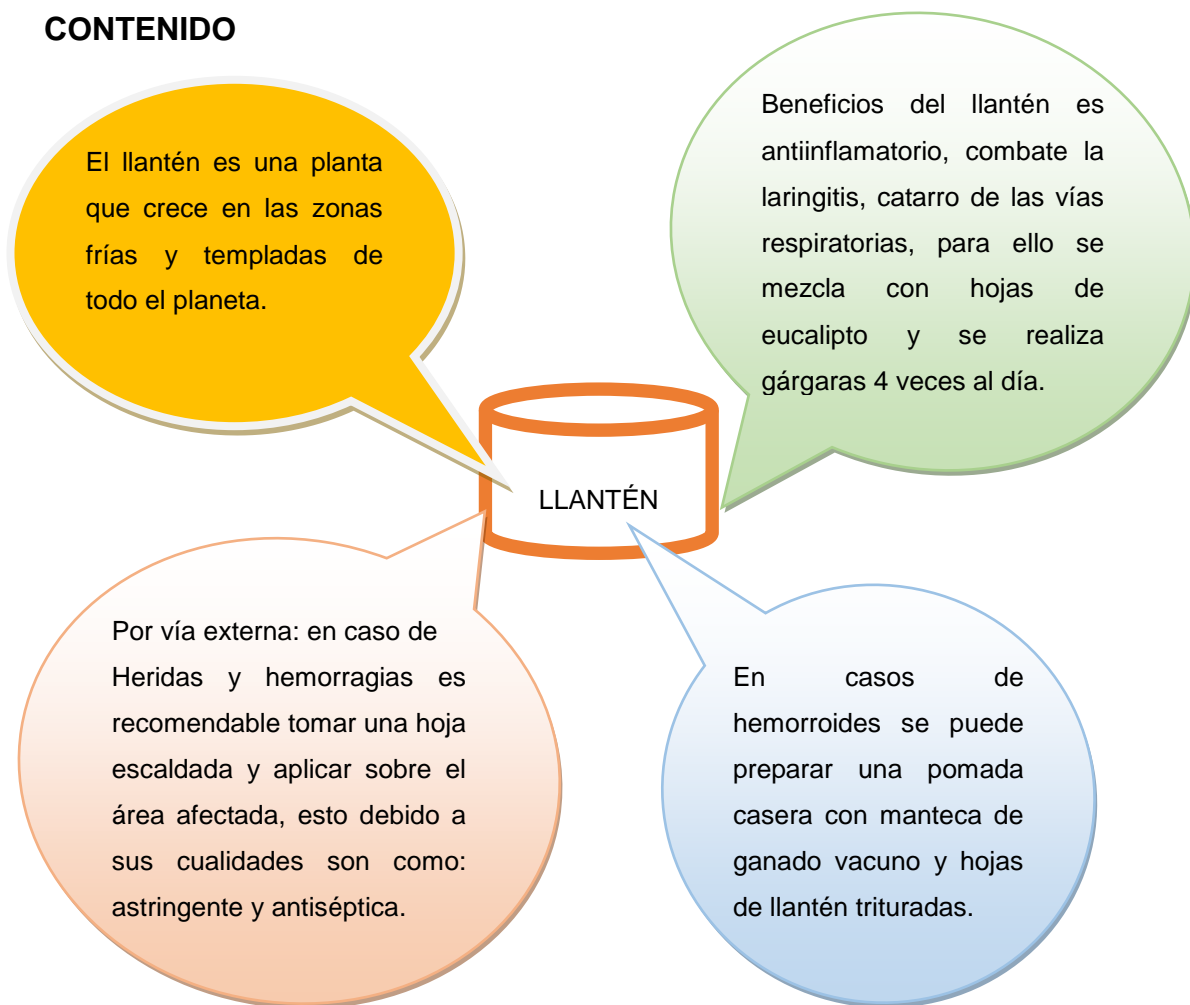 CONTENIDO
El llantén es una planta
que crece en las zonas
frías y templadas de
todo el planeta.
Beneficios del llantén es
antiinflamatorio, combate la
laringitis, catarro de las vías
respiratorias, para ello se
mezcla con hojas de
eucalipto y se realiza
gárgaras 4 veces al día.
LLANTÉN
Por vía externa: en caso de
Heridas y hemorragias es
recomendable tomar una hoja
escaldada y aplicar sobre el
área afectada, esto debido a
sus cualidades son como:
astringente y antiséptica.
En casos de
hemorroides se puede
preparar una pomada
casera con manteca de
ganado vacuno y hojas
de llantén trituradas.